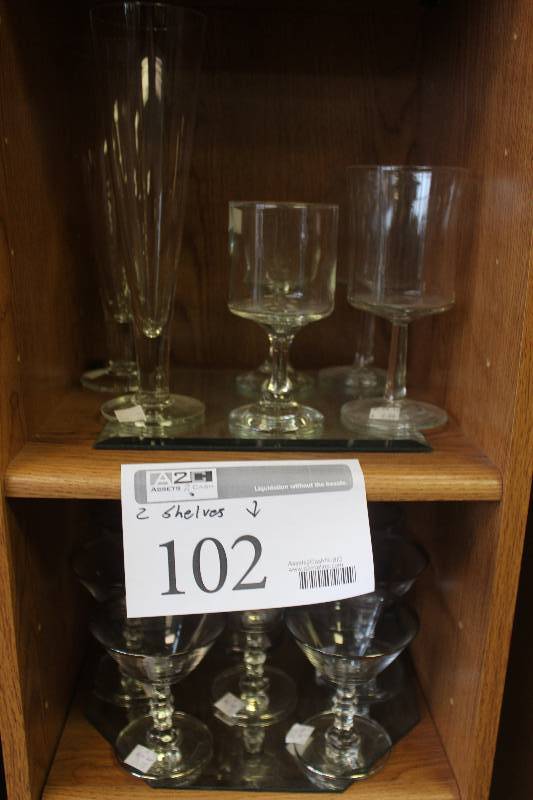 A2C
ASSETS 2 CASH
Liquidation without the hassle.
2 shelves ↓
102